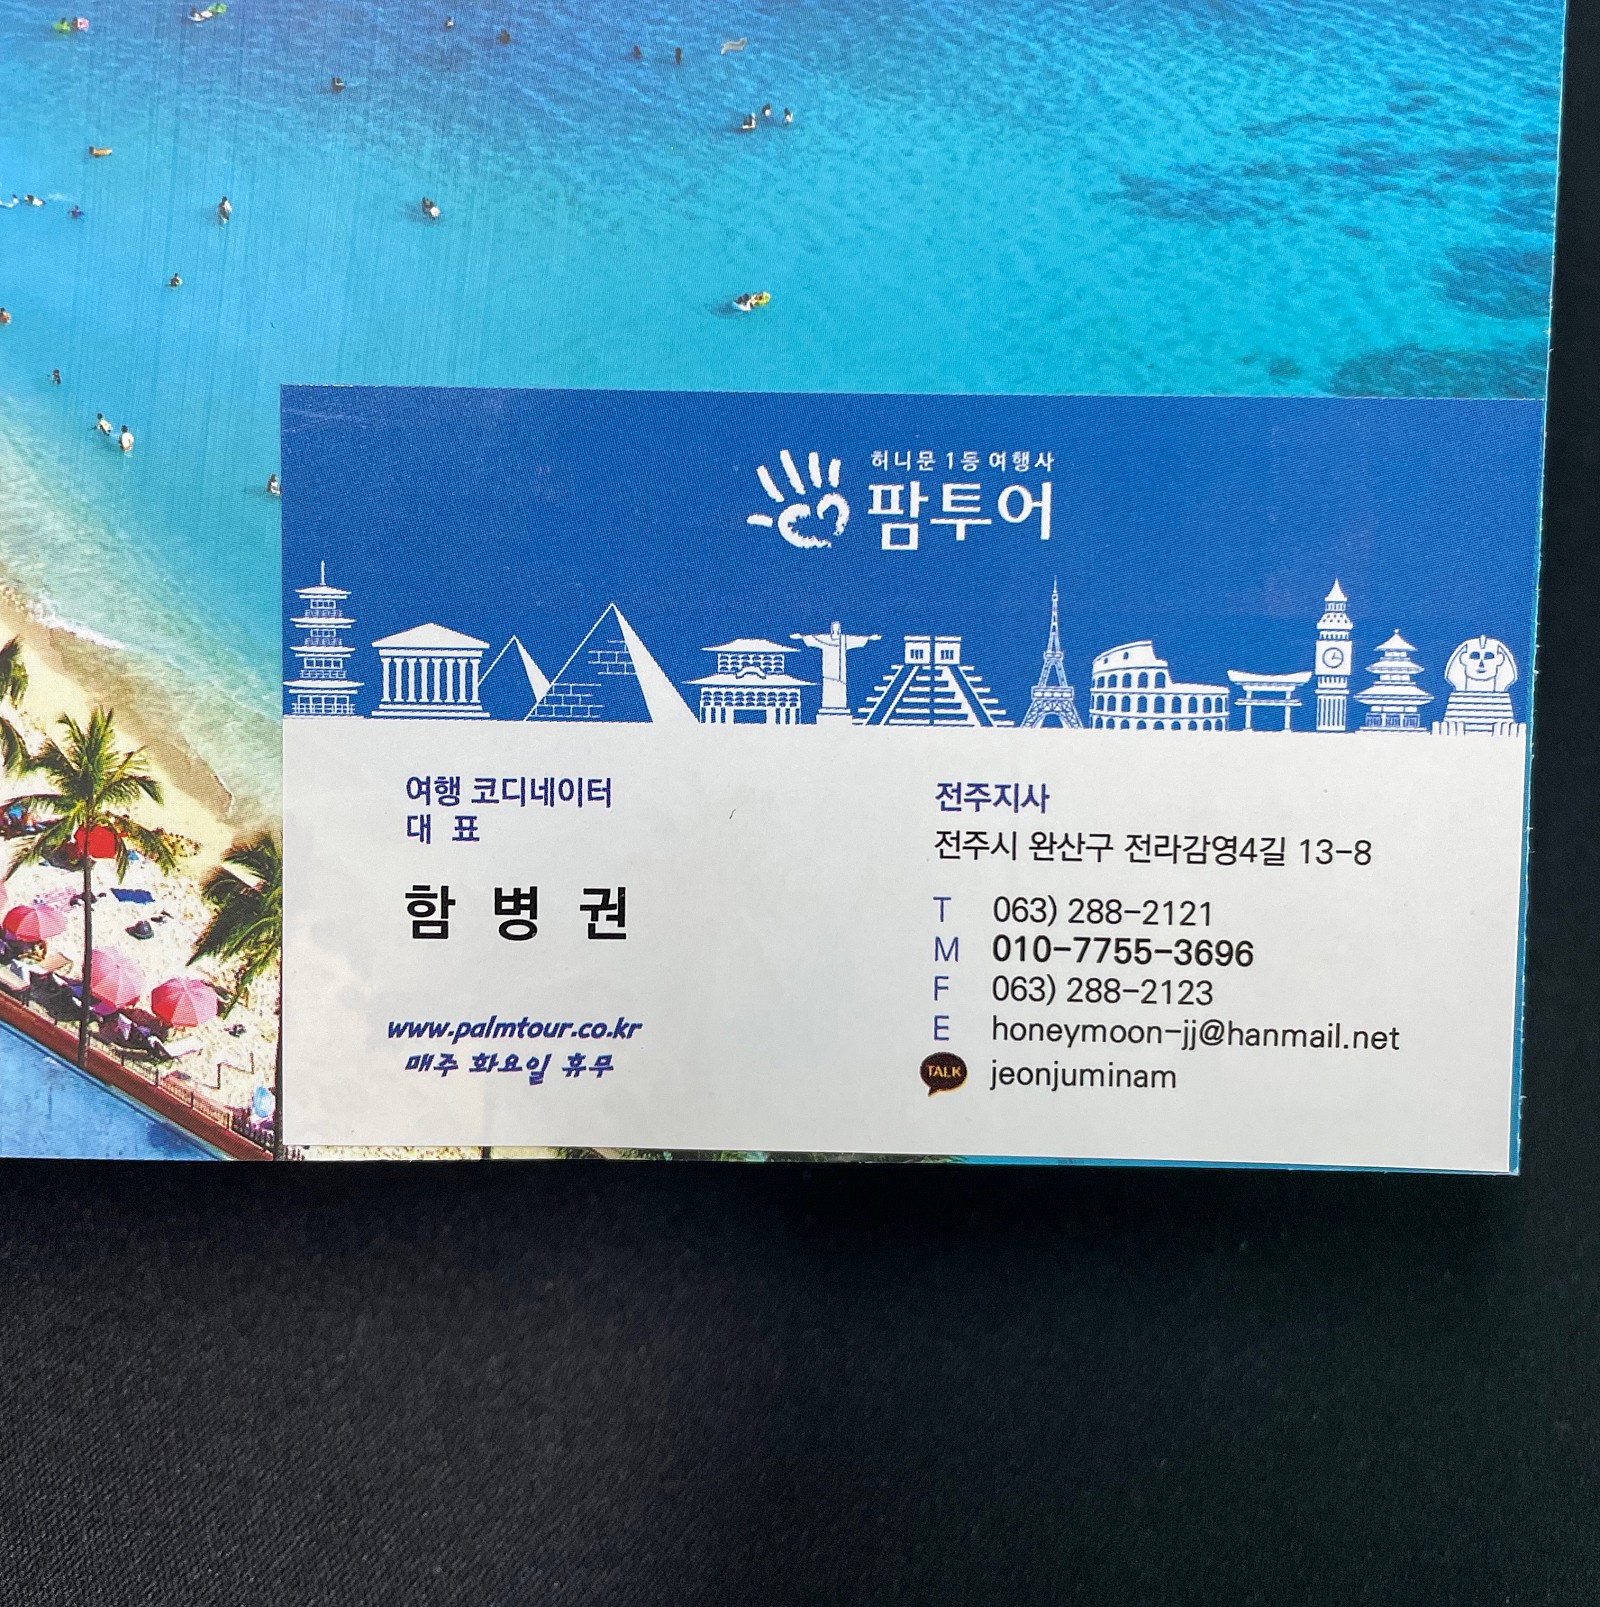 허니문 1등 여행사
팜투어
여행 코디네이터
대 표
함 병 권
www.palmtour.co.kr
매주 화요일 휴무
전주지사
전주시 완산구 전라감영4길 13-8
T 063) 288-2121
M 010-7755-3696
F 063) 288-2123
E honeymoon-jj@hanmail.net
TALK jeonjuminam